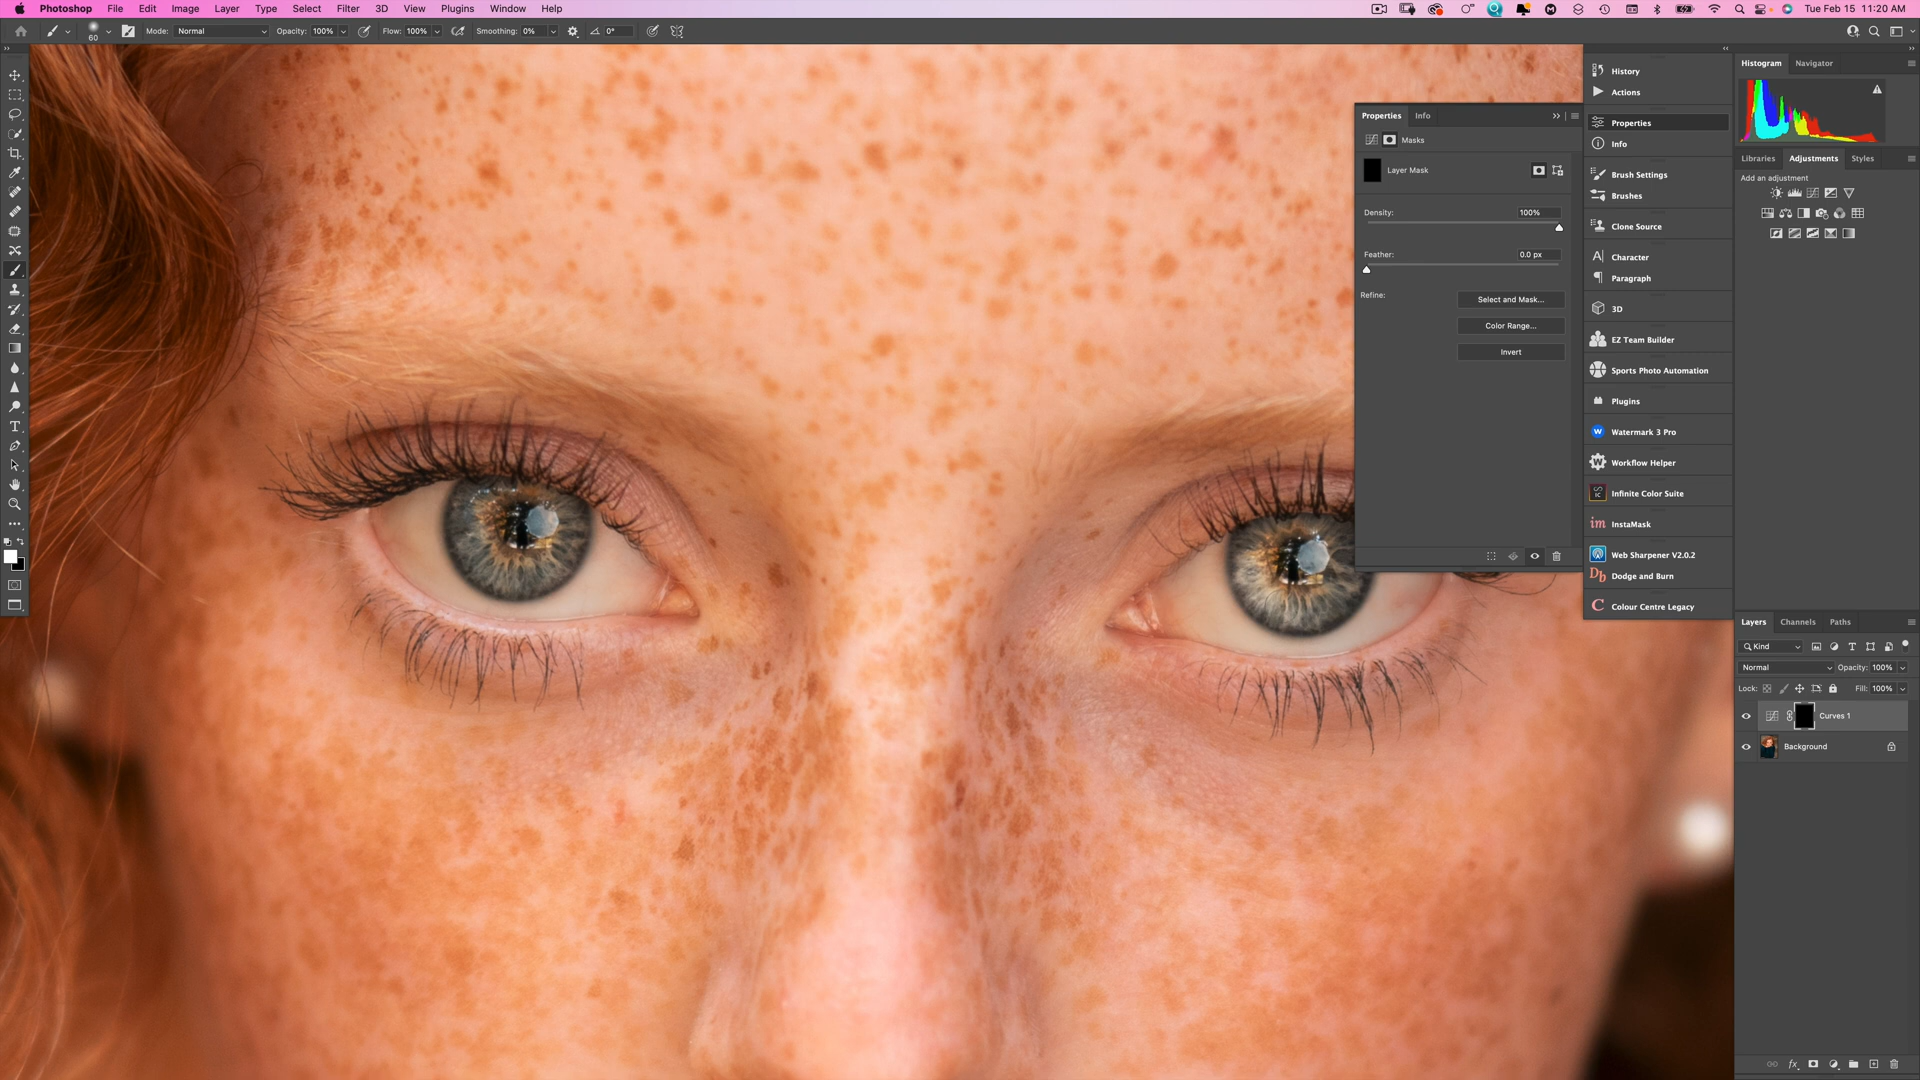 Photoshop File Edit Image Layer Type Select Filter 3D View Plugins Window Help Tue Feb 15 11:20 AM
60 Mode: Normal Opacity: 100% Flow: 100% Smoothing: 0% 0°
Histogram Navigator
History
Actions
Properties
Info
Brush Settings
Brushes
Clone Source
Character
Paragraph
3D
EZ Team Builder
Sports Photo Automation
Plugins
Watermark 3 Pro
Workflow Helper
Infinite Color Suite
InstaMask
Web Sharpener V2.0.2
Dodge and Burn
Colour Centre Legacy
Properties Info
Masks
Layer Mask
Density: 100%
Feather: 0.0 px
Refine: Select and Mask...
Color Range...
Invert
Libraries Adjustments Styles
Add an adjustment
Layers Channels Paths
Kind
Normal Opacity: 100%
Lock: Fill: 100%
Curves 1
Background